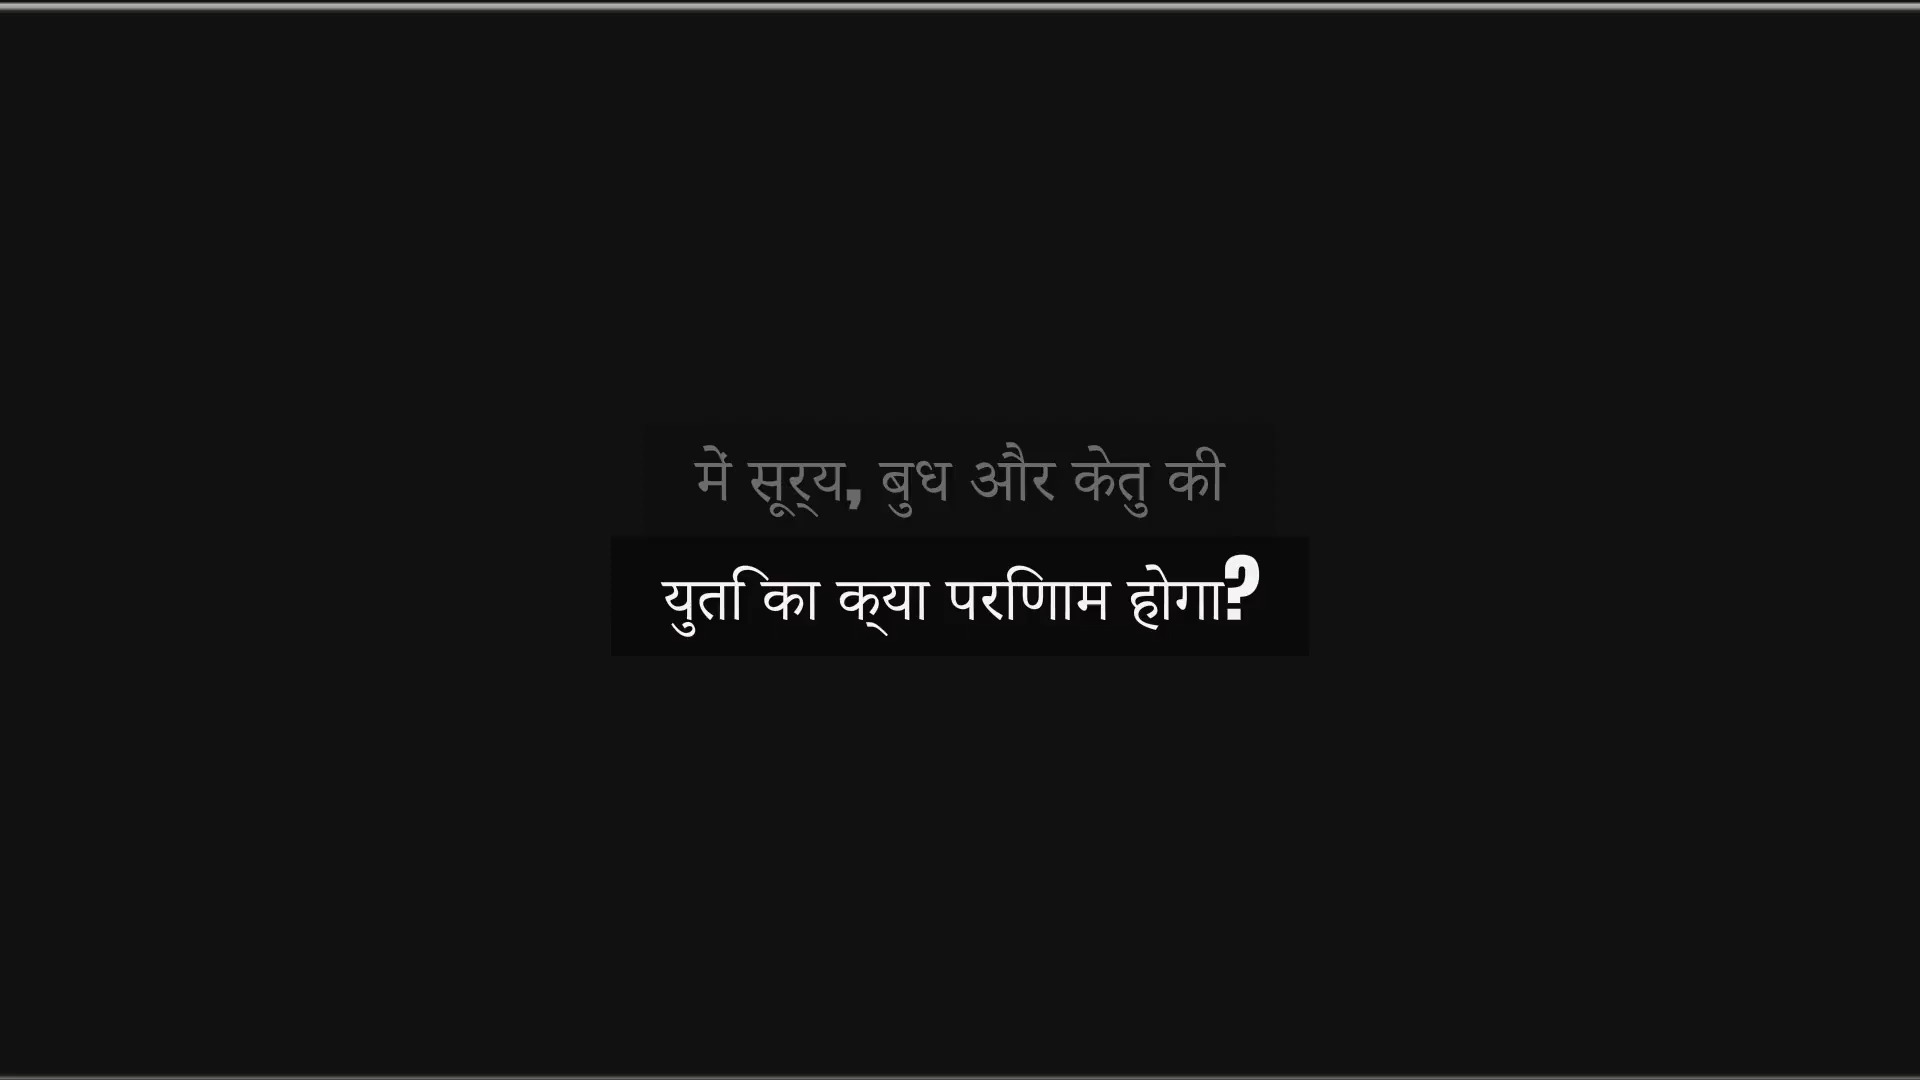 में सूर्य, बुध और केतु की
युति का क्या परिणाम होगा?